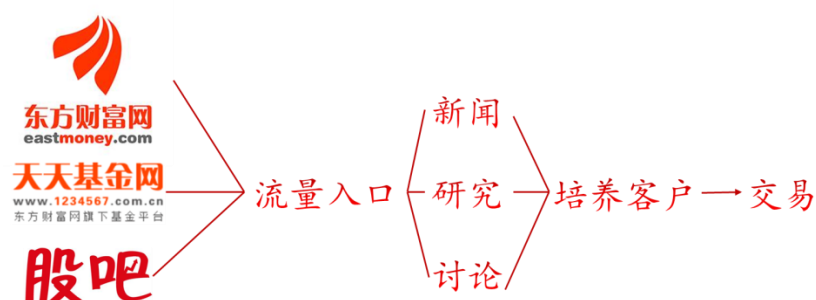 东方财富网
eastmoney.com
天天基金网
www.1234567.com.cn
东方财富网旗下基金平台
股吧
流量入口
新闻
研究
讨论
培养客户
交易